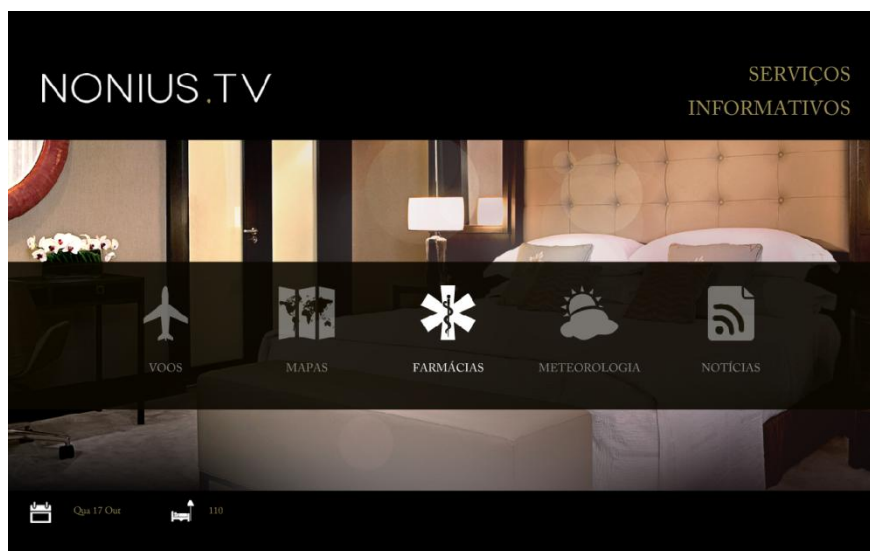 NONIUS.TV
SERVIÇOS
INFORMATIVOS
VOOS
MAPAS
FARMÁCIAS
METEOROLOGIA
NOTÍCIAS
Qua 17 Out
110